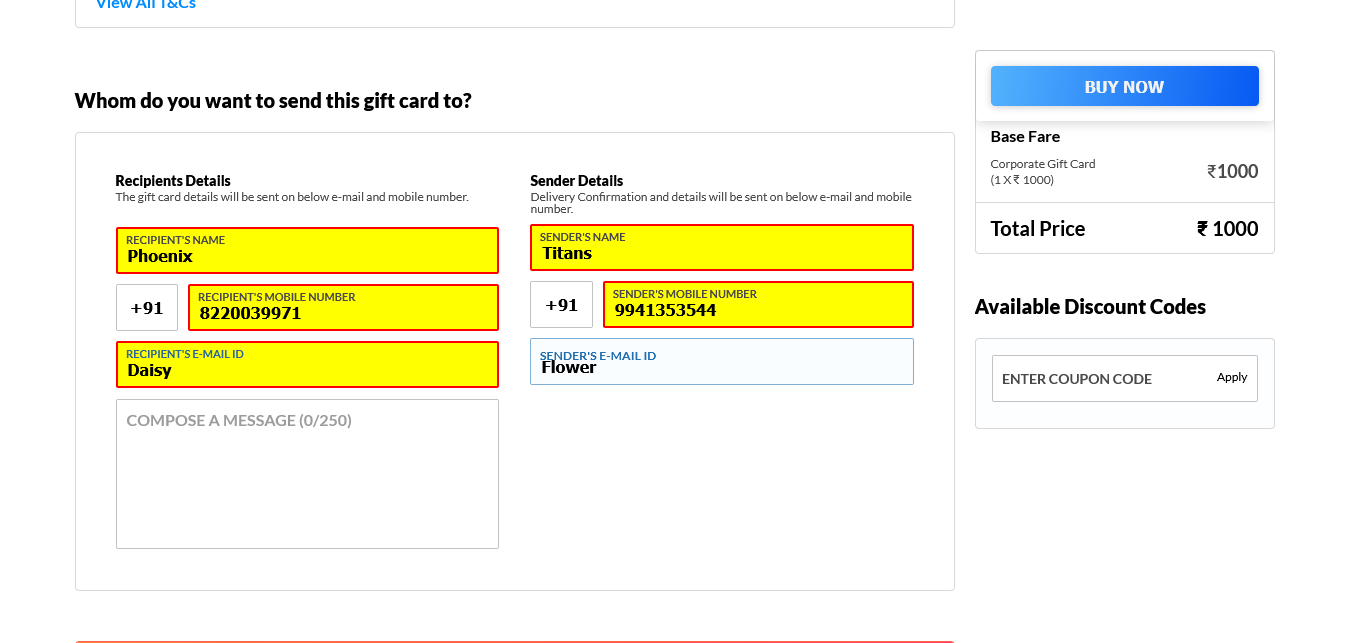 View All T&Cs
Whom do you want to send this gift card to?
Recipients Details
The gift card details will be sent on below e-mail and mobile number.
RECIPIENT'S NAME
Phoenix
+91
RECIPIENT'S MOBILE NUMBER
8220039971
RECIPIENT'S E-MAIL ID
Daisy
COMPOSE A MESSAGE (0/250)
Sender Details
Delivery Confirmation and details will be sent on below e-mail and mobile
number.
SENDER'S NAME
Titans
+91
SENDER'S MOBILE NUMBER
9941353544
SENDER'S E-MAIL ID
Flower
BUY NOW
Base Fare
Corporate Gift Card
(1 X ₹ 1000)
₹1000
Total Price
₹ 1000
Available Discount Codes
ENTER COUPON CODE
Apply